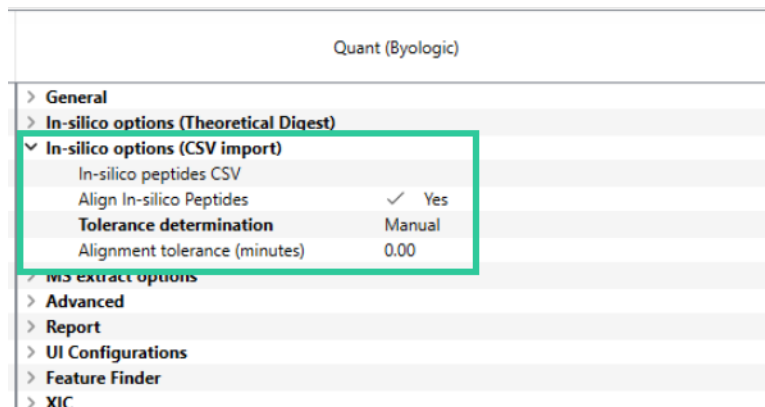 Quant (Byologic)
General
In-silico options (Theoretical Digest)
In-silico options (CSV import)
In-silico peptides CSV
Align In-silico Peptides Yes
Tolerance determination Manual
Alignment tolerance (minutes) 0.00
MS extract options
Advanced
Report
UI Configurations
Feature Finder
XIC